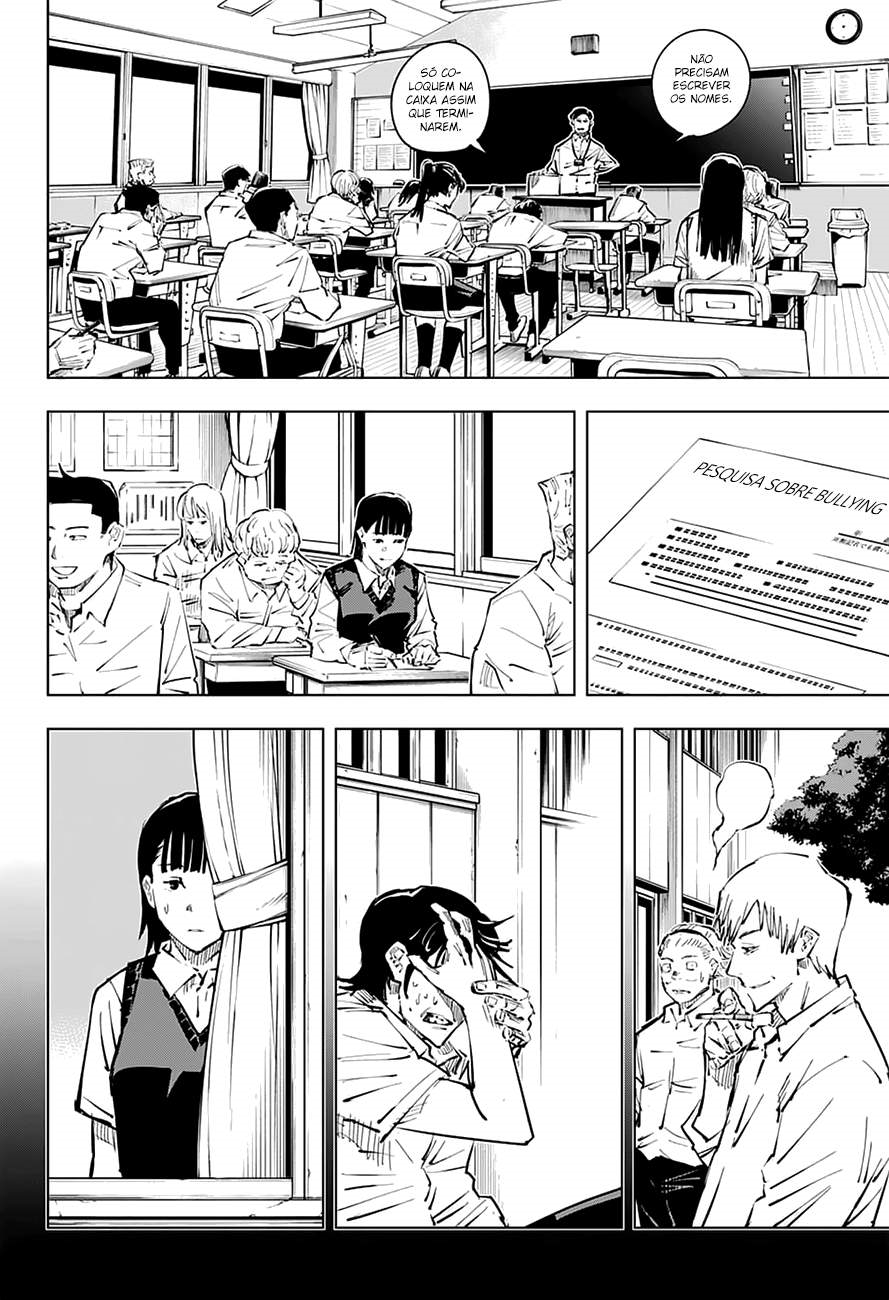 NÃO
PRECISAM
ESCREVER
OS NOMES.
SÓ CO-
LOQUEM NA
CAIXA ASSIM
QUE TERMI-
NAREM.
PESQUISA SOBRE BULLYING